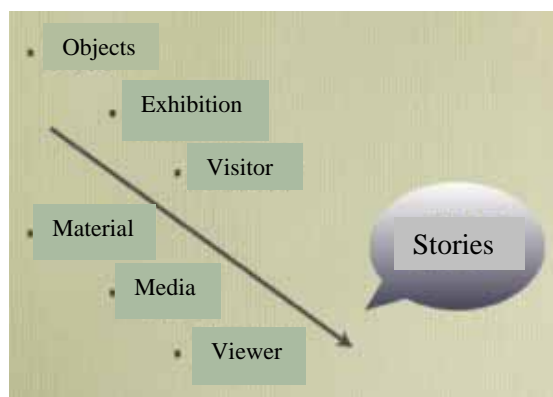 Objects
Exhibition
Visitor
Material
Media
Viewer
Stories